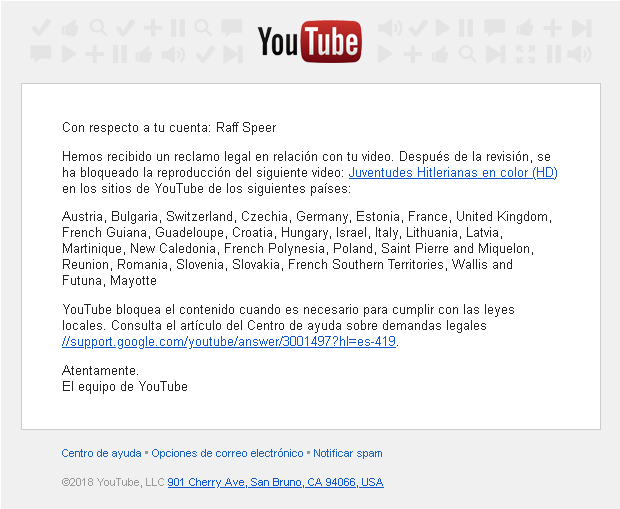 YouTube
Con respecto a tu cuenta: Raff Speer
Hemos recibido un reclamo legal en relación con tu video. Después de la revisión, se
ha bloqueado la reproducción del siguiente video: Juventudes Hitlerianas en color (HD)
en los sitios de YouTube de los siguientes países:
Austria, Bulgaria, Switzerland, Czechia, Germany, Estonia, France, United Kingdom,
French Guiana, Guadeloupe, Croatia, Hungary, Israel, Italy, Lithuania, Latvia,
Martinique, New Caledonia, French Polynesia, Poland, Saint Pierre and Miquelon,
Reunion, Romania, Slovenia, Slovakia, French Southern Territories, Wallis and
Futuna, Mayotte
YouTube bloquea el contenido cuando es necesario para cumplir con las leyes
locales. Consulta el artículo del Centro de ayuda sobre demandas legales
//support.google.com/youtube/answer/3001497?hl=es-419.
Atentamente.
El equipo de YouTube
Centro de ayuda • Opciones de correo electrónico • Notificar spam
©2018 YouTube, LLC 901 Cherry Ave, San Bruno, CA 94066, USA